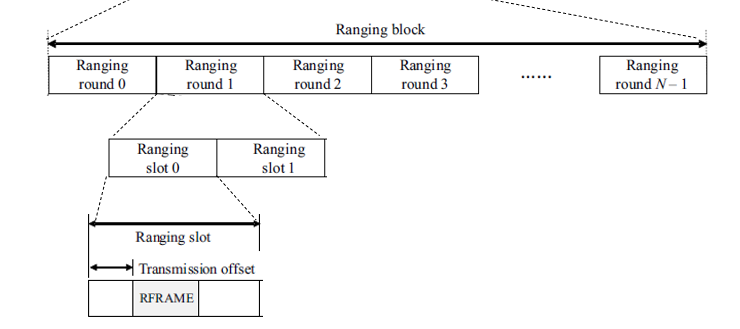 Ranging block
Ranging round 0
Ranging round 1
Ranging round 2
Ranging round 3
......
Ranging round N – 1
Ranging slot 0
Ranging slot 1
Ranging slot
Transmission offset
RFRAME